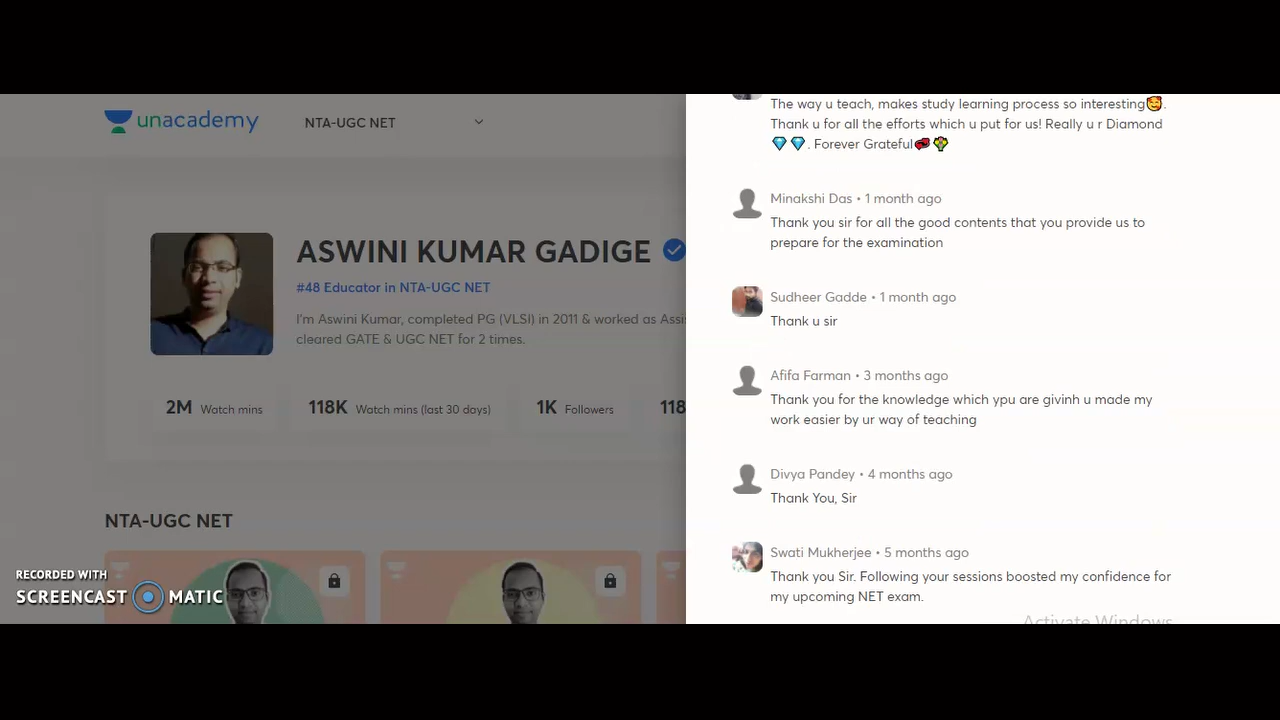 unacademy
NTA-UGC NET
ASWINI KUMAR GADIGE
#48 Educator in NTA-UGC NET
I'm Aswini Kumar, completed PG (VLSI) in 2011 & worked as Assi
cleared GATE & UGC NET for 2 times.
2M Watch mins
118K Watch mins (last 30 days)
1K Followers
118
NTA-UGC NET
RECORDED WITH
SCREENCAST MATIC
The way u teach, makes study learning process so interesting🥰.
Thank u for all the efforts which u put for us! Really u r Diamond
💎💎. Forever Grateful💐
Minakshi Das • 1 month ago
Thank you sir for all the good contents that you provide us to
prepare for the examination
Sudheer Gadde • 1 month ago
Thank u sir
Afifa Farman • 3 months ago
Thank you for the knowledge which ypu are givinh u made my
work easier by ur way of teaching
Divya Pandey • 4 months ago
Thank You, Sir
Swati Mukherjee • 5 months ago
Thank you Sir. Following your sessions boosted my confidence for
my upcoming NET exam.
Activate Windows